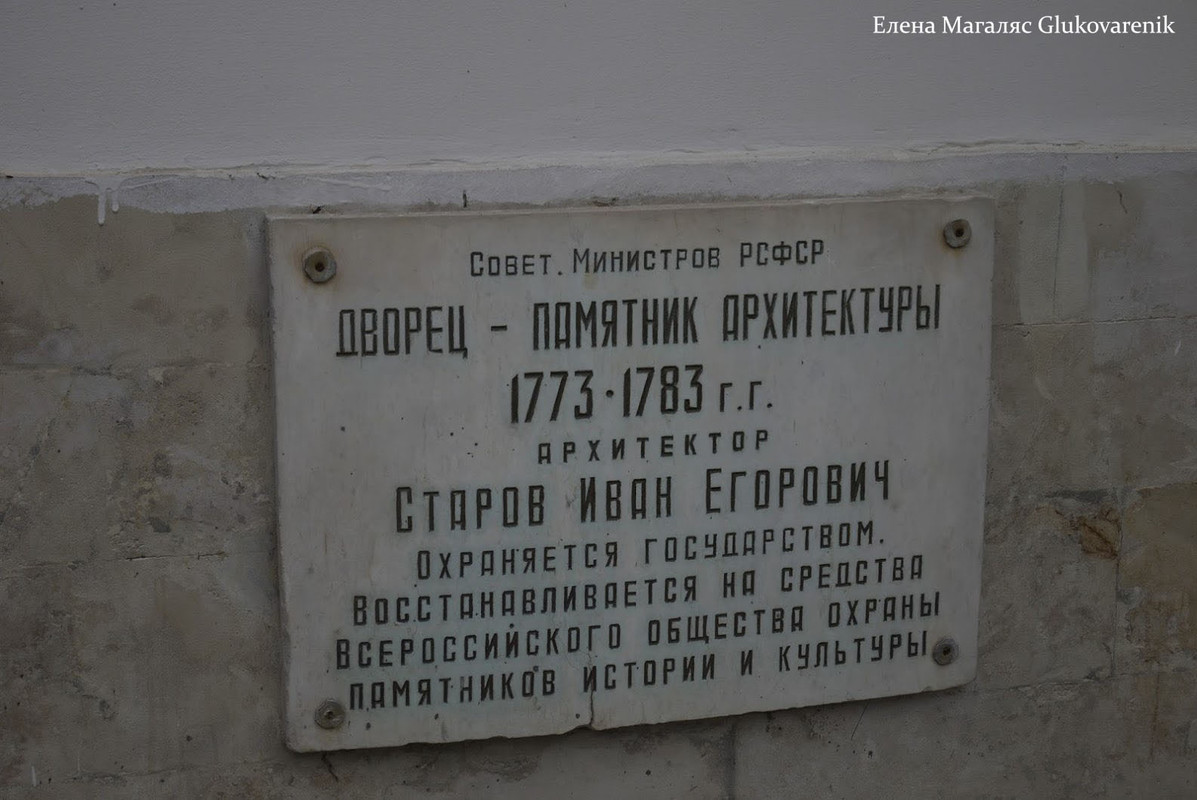 Елена Магаляс Glukovarenik
Совет. Министров РСФСР
ДВОРЕЦ - ПАМЯТНИК АРХИТЕКТУРЫ
1773·1783 г.г.
АРХИТЕКТОР
СТАРОВ ИВАН ЕГОРОВИЧ
ОХРАНЯЕТСЯ ГОСУДАРСТВОМ.
ВОССТАНАВЛИВАЕТСЯ НА СРЕДСТВА
ВСЕРОССИЙСКОГО ОБЩЕСТВА ОХРАНЫ
ПАМЯТНИКОВ ИСТОРИИ И КУЛЬТУРЫ